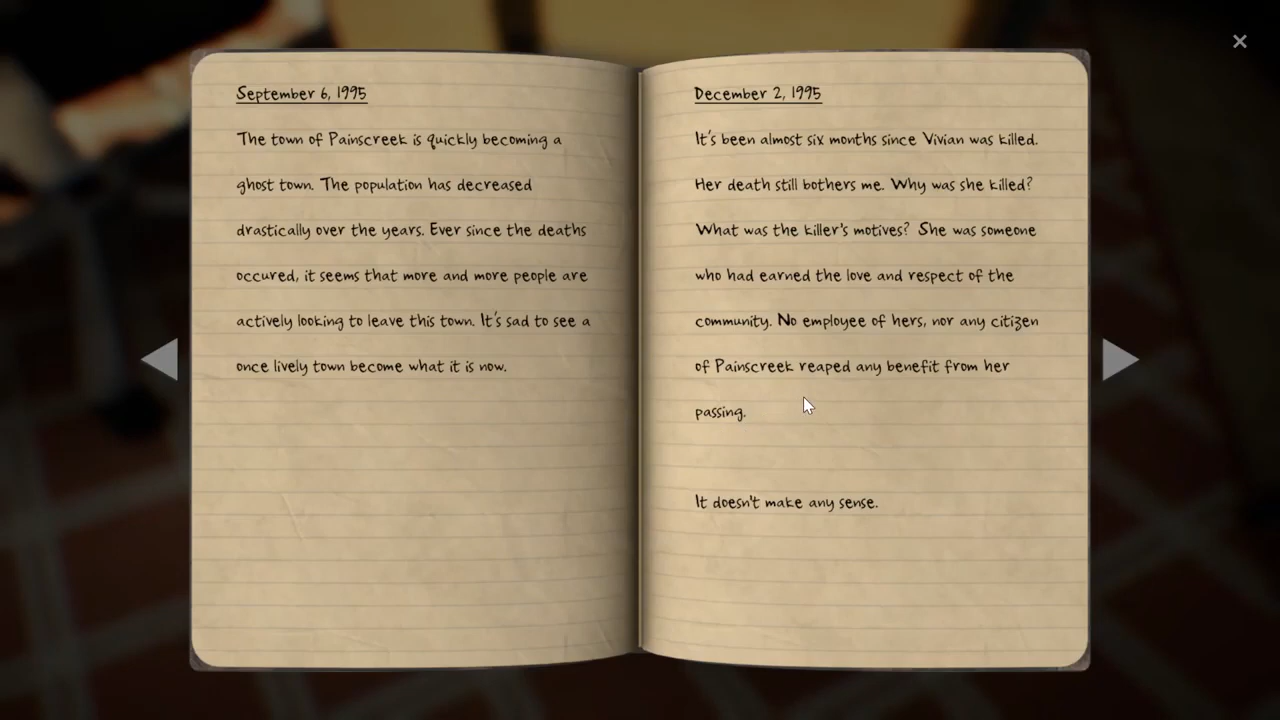 September 6, 1995
The town of Painscreek is quickly becoming a
ghost town. The population has decreased
drastically over the years. Ever since the deaths
occured, it seems that more and more people are
actively looking to leave this town. It's sad to see a
once lively town become what it is now.
December 2, 1995
It's been almost six months since Vivian was killed.
Her death still bothers me. Why was she killed?
What was the killer's motives? She was someone
who had earned the love and respect of the
community. No employee of hers, nor any citizen
of Painscreek reaped any benefit from her
passing.
It doesn't make any sense.